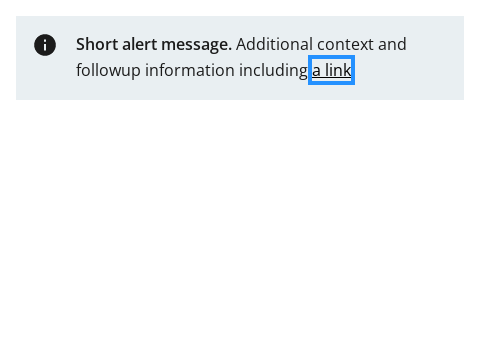 Short alert message. Additional context and
followup information including a link